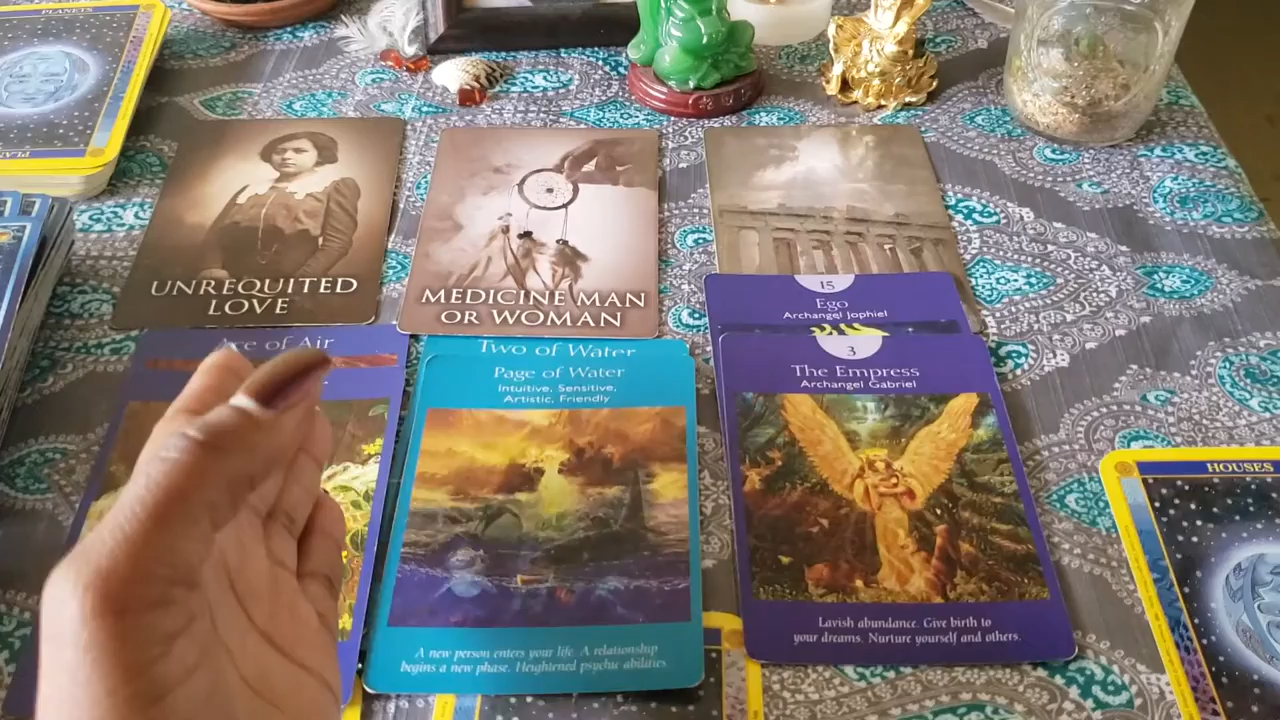 PLANETS
UNREQUITED
LOVE
MEDICINE MAN
OR WOMAN
15
Ego
Archangel Jophiel
Ace of Air
Two of Water
Page of Water
Intuitive, Sensitive,
Artistic, Friendly
A new person enters your life. A relationship
begins a new phase. Heightened psychic abilities.
3
The Empress
Archangel Gabriel
Lavish abundance. Give birth to
your dreams. Nurture yourself and others.
HOUSES